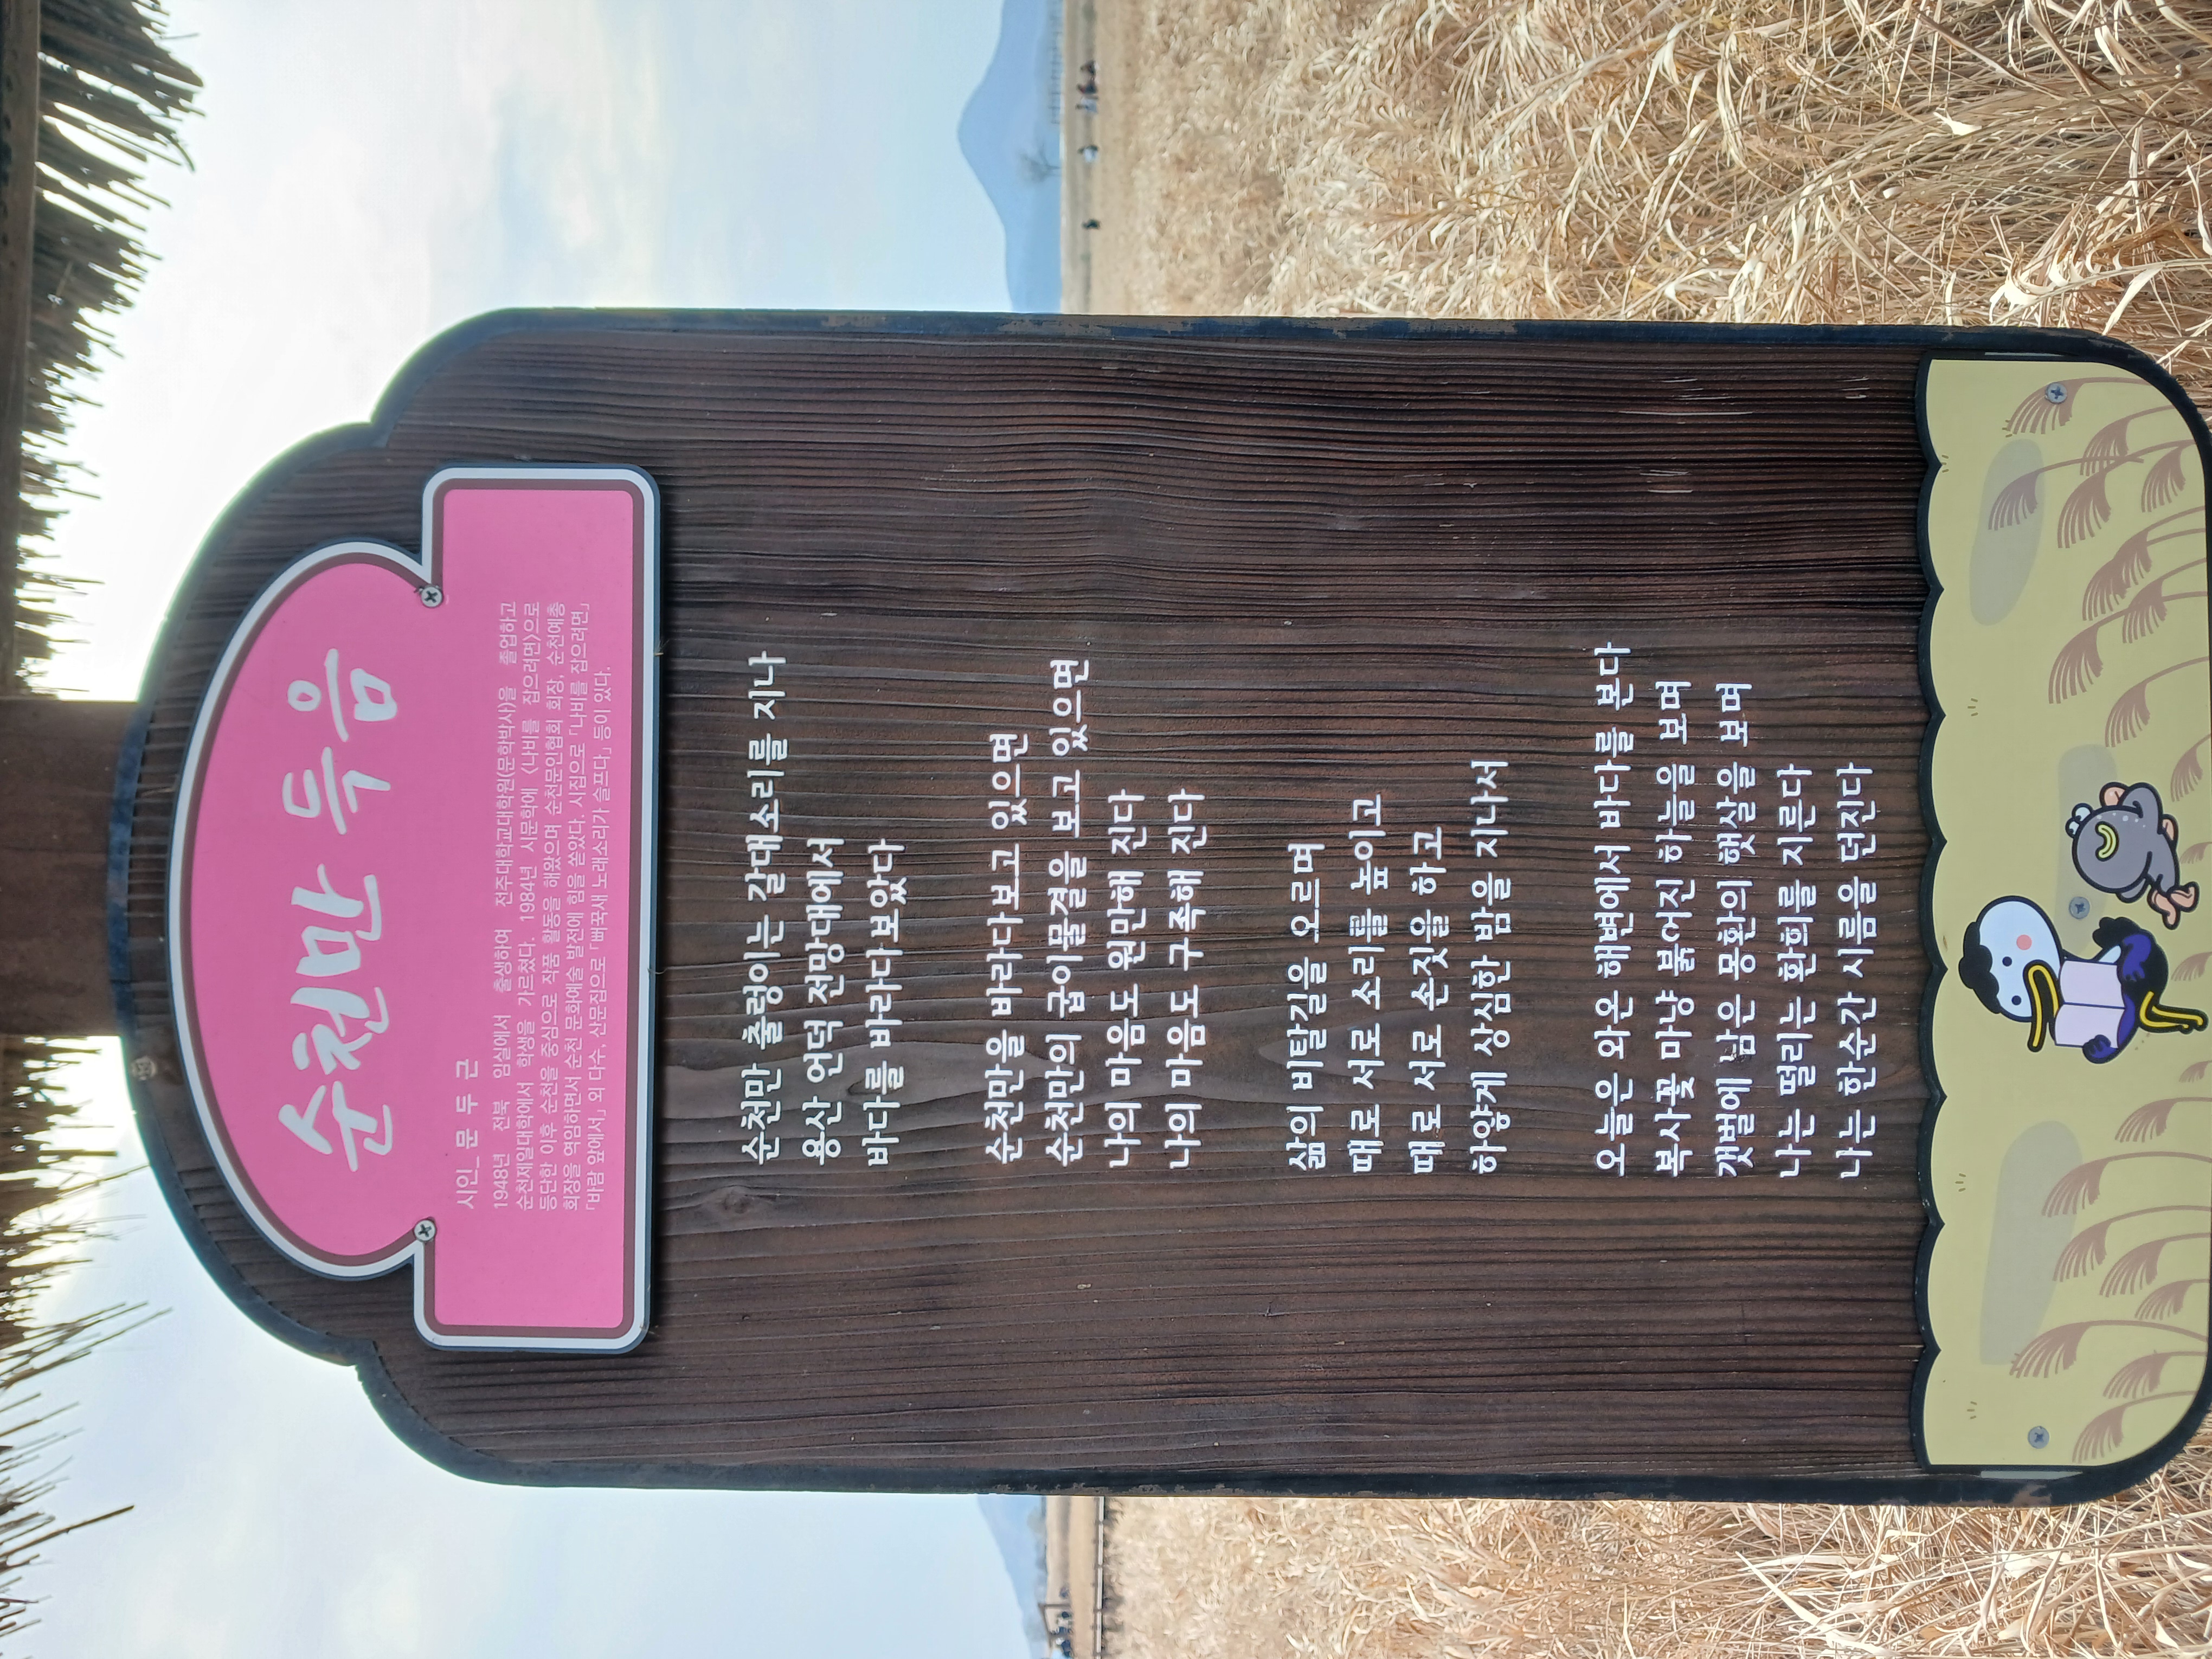 순천만 득음
시인_문 두 근
1948년 전북 임실에서 출생하여 전주대학교대학원(문학박사)을 졸업하고
순천제일대학에서 학생을 가르쳤다. 1984년 시문학에 〈나비를 잡으려면〉으로
등단한 이후 순천을 중심으로 작품 활동을 해왔으며 순천문인협회 회장, 순천예총
회장을 역임하면서 순천 문화예술 발전에 힘을 쏟았다. 시집으로 「나비를 잡으려면」
「바람 앞에서」 외 다수, 산문집으로 「뻐꾹새 노래소리가 슬프다」 등이 있다.
순천만 출렁이는 갈대소리를 지나
용산 언덕 전망대에서
바다를 바라다보았다
순천만을 바라다보고 있으면
순천만의 굽이물결을 보고 있으면
나의 마음도 원만해 진다
나의 마음도 구족해 진다
삶의 비탈길을 오르며
때로 서로 소리를 높이고
때로 서로 손짓을 하고
하얗게 상심한 밤을 지나서
오늘은 와온 해변에서 바다를 본다
복사꽃 마냥 붉어진 하늘을 보며
갯벌에 남은 몽환의 햇살을 보며
나는 떨리는 환희를 지른다
나는 한순간 시름을 던진다